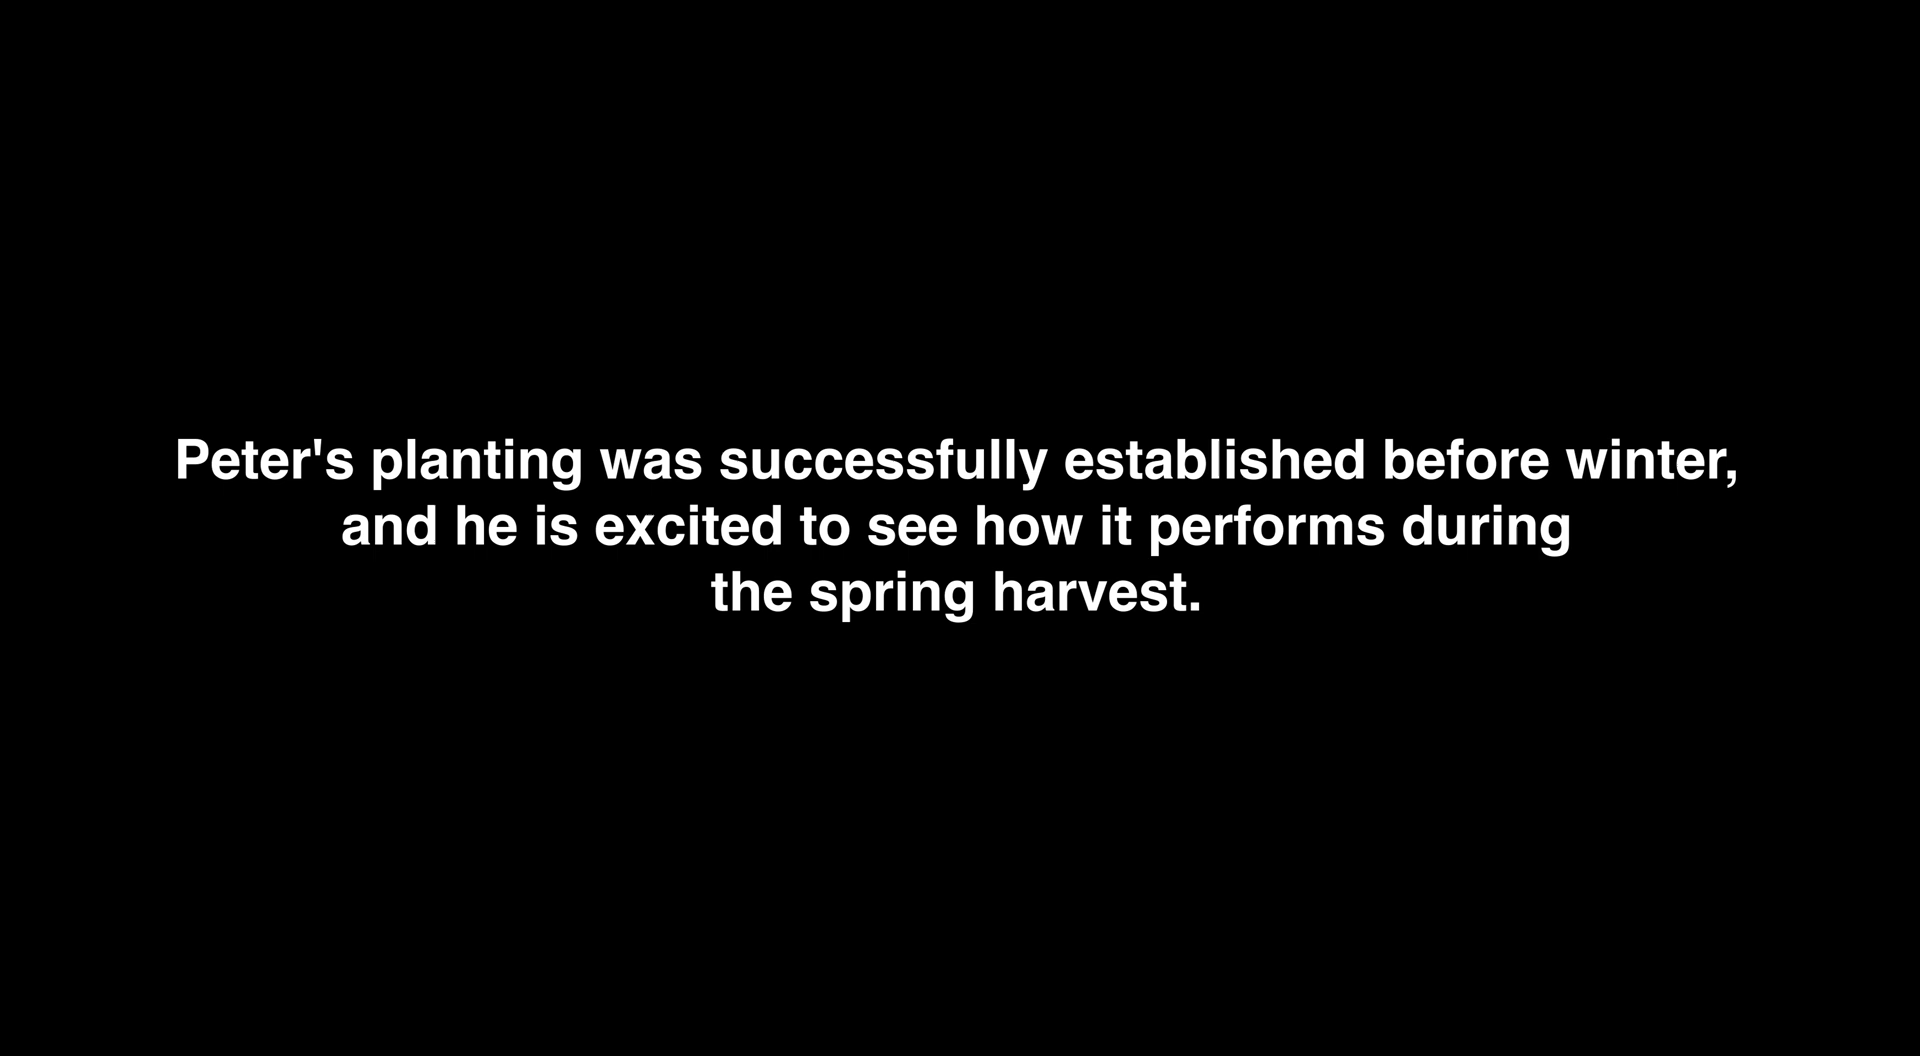 Peter's planting was successfully established before winter,
and he is excited to see how it performs during
the spring harvest.